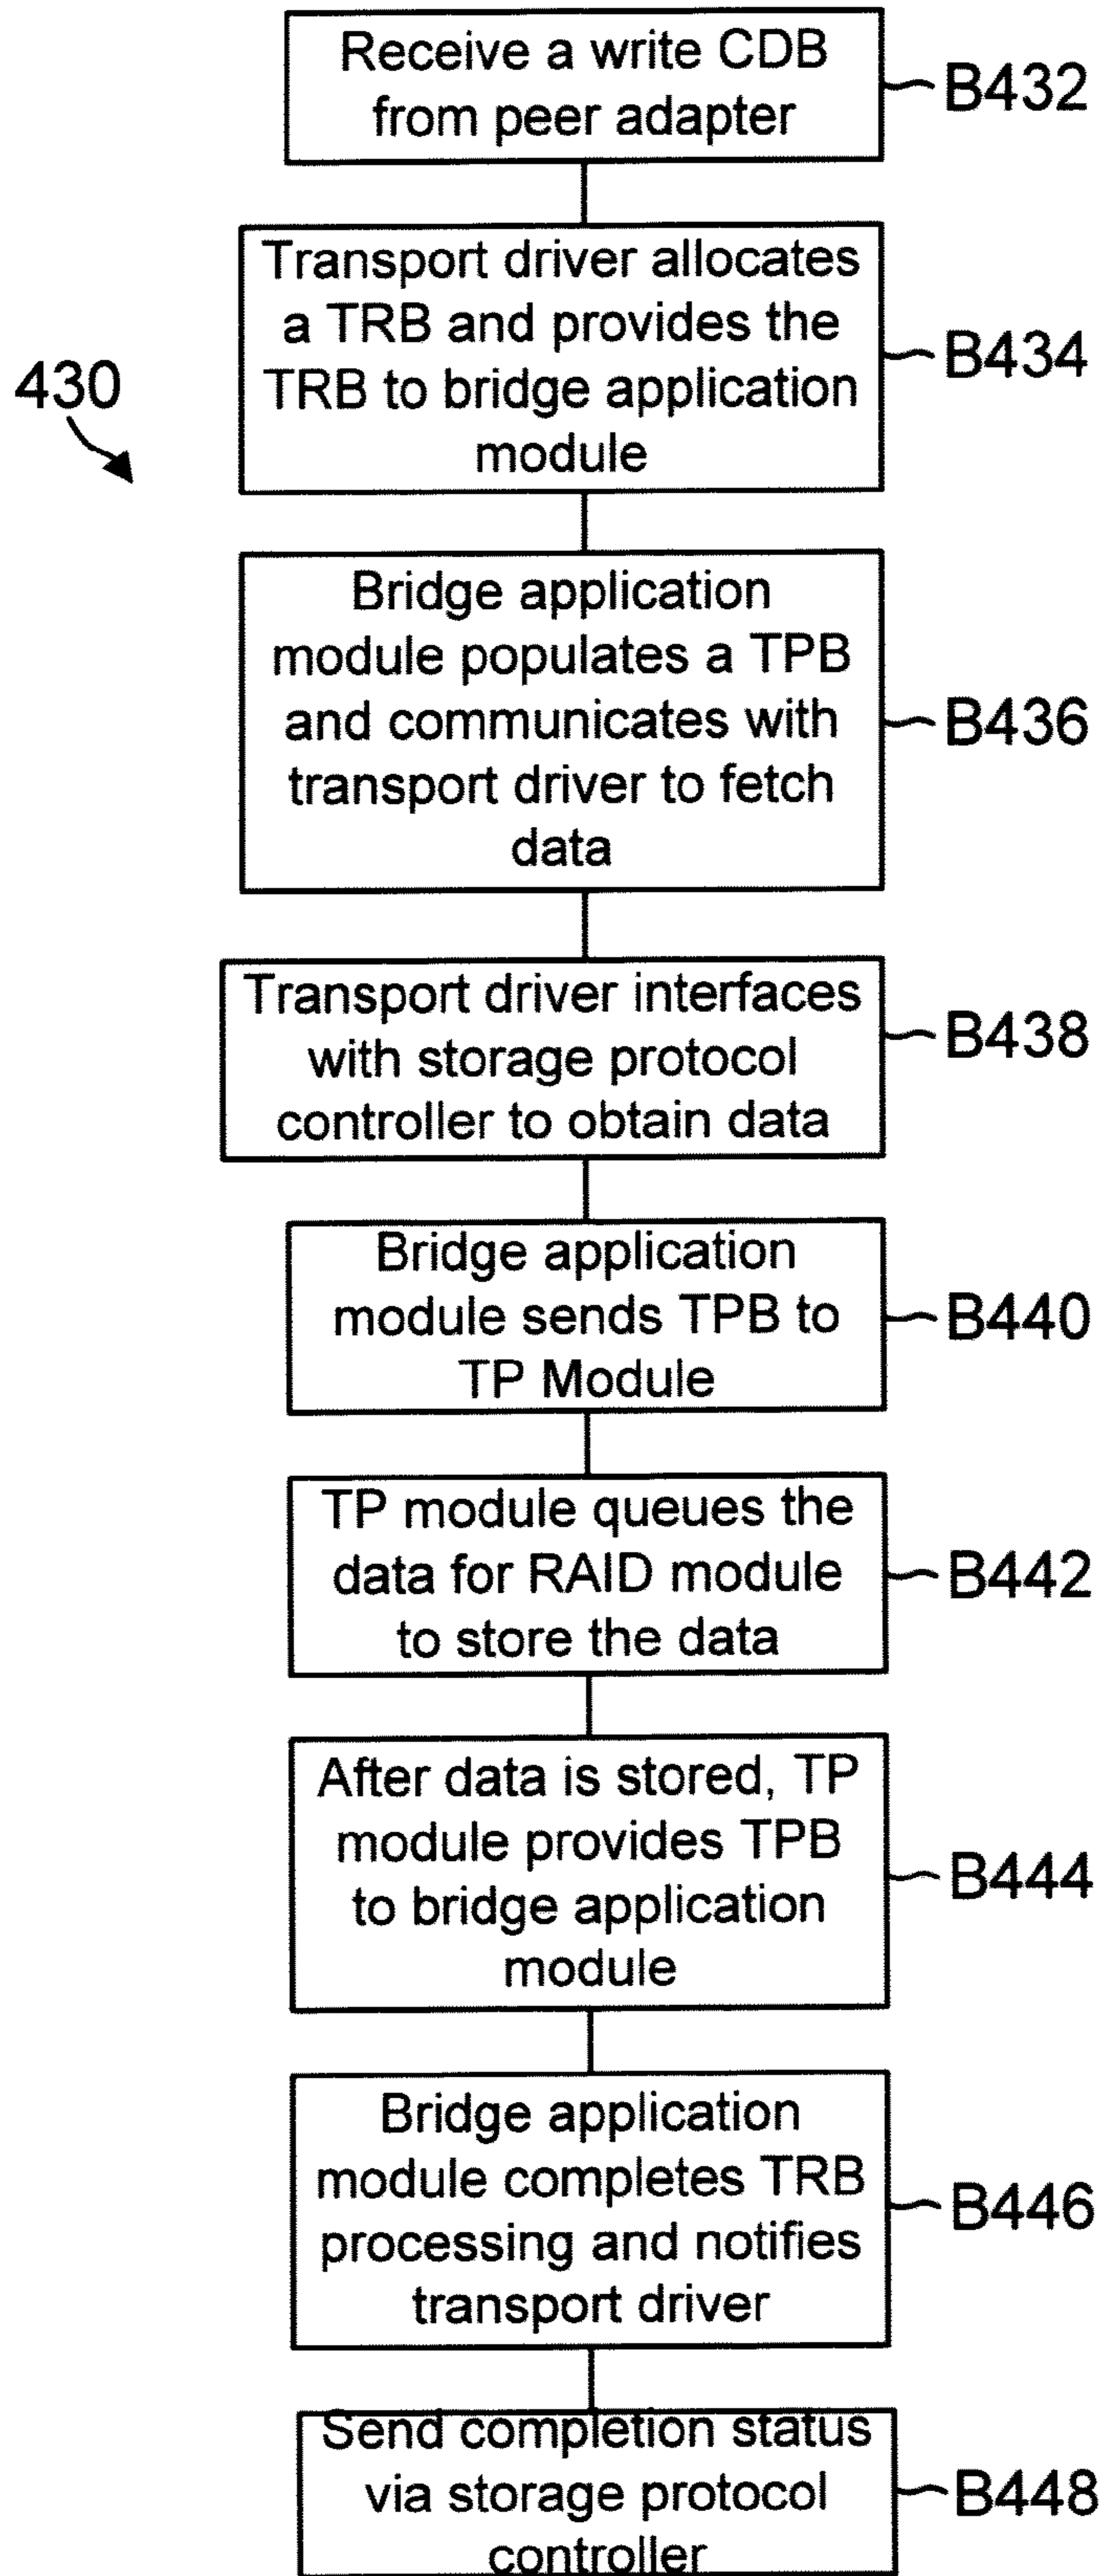 Receive a write CDB
from peer adapter
B432
Transport driver allocates
a TRB and provides the
TRB to bridge application
module
B434
430
Bridge application
module populates a TPB
and communicates with
transport driver to fetch
data
B436
Transport driver interfaces
with storage protocol
controller to obtain data
B438
Bridge application
module sends TPB to
TP Module
B440
TP module queues the
data for RAID module
to store the data
B442
After data is stored, TP
module provides TPB
to bridge application
module
B444
Bridge application
module completes TRB
processing and notifies
transport driver
B446
Send completion status
via storage protocol
controller
B448